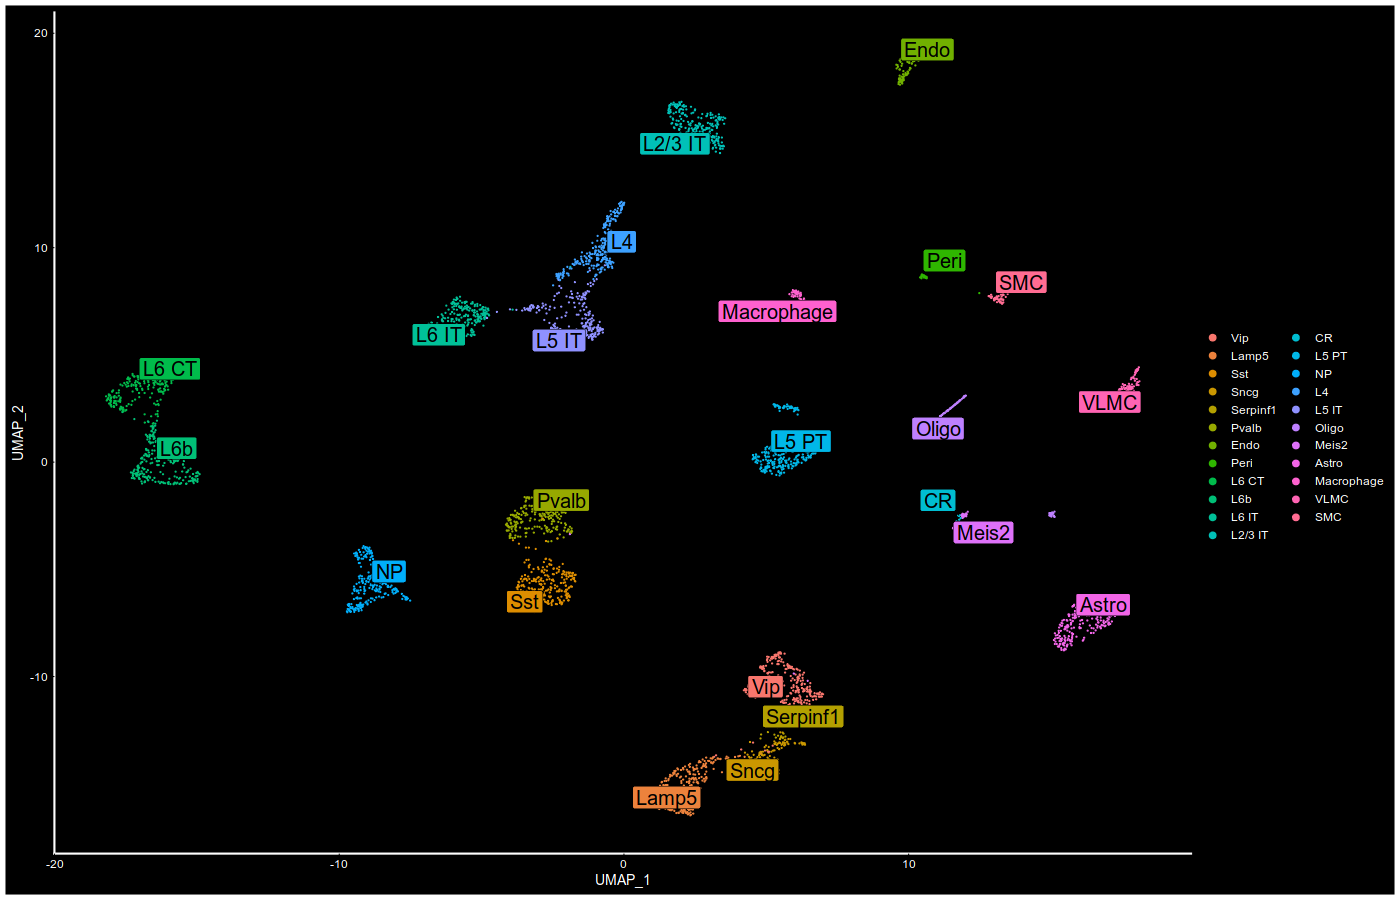 20
Endo
L2/3 IT
L4
10
Peri
SMC
Macrophage
L6 IT
L5 IT
L6 CT
VLMC
UMAP_2
Oligo
L5 PT
L6b
0
Pvalb
CR
Meis2
NP
Sst
Astro
-10
Vip
Serpinf1
Sncg
Lamp5
-20
-10
0
10
UMAP_1
Vip
Lamp5
Sst
Sncg
Serpinf1
Pvalb
Endo
Peri
L6 CT
L6b
L6 IT
L2/3 IT
CR
L5 PT
NP
L4
L5 IT
Oligo
Meis2
Astro
Macrophage
VLMC
SMC